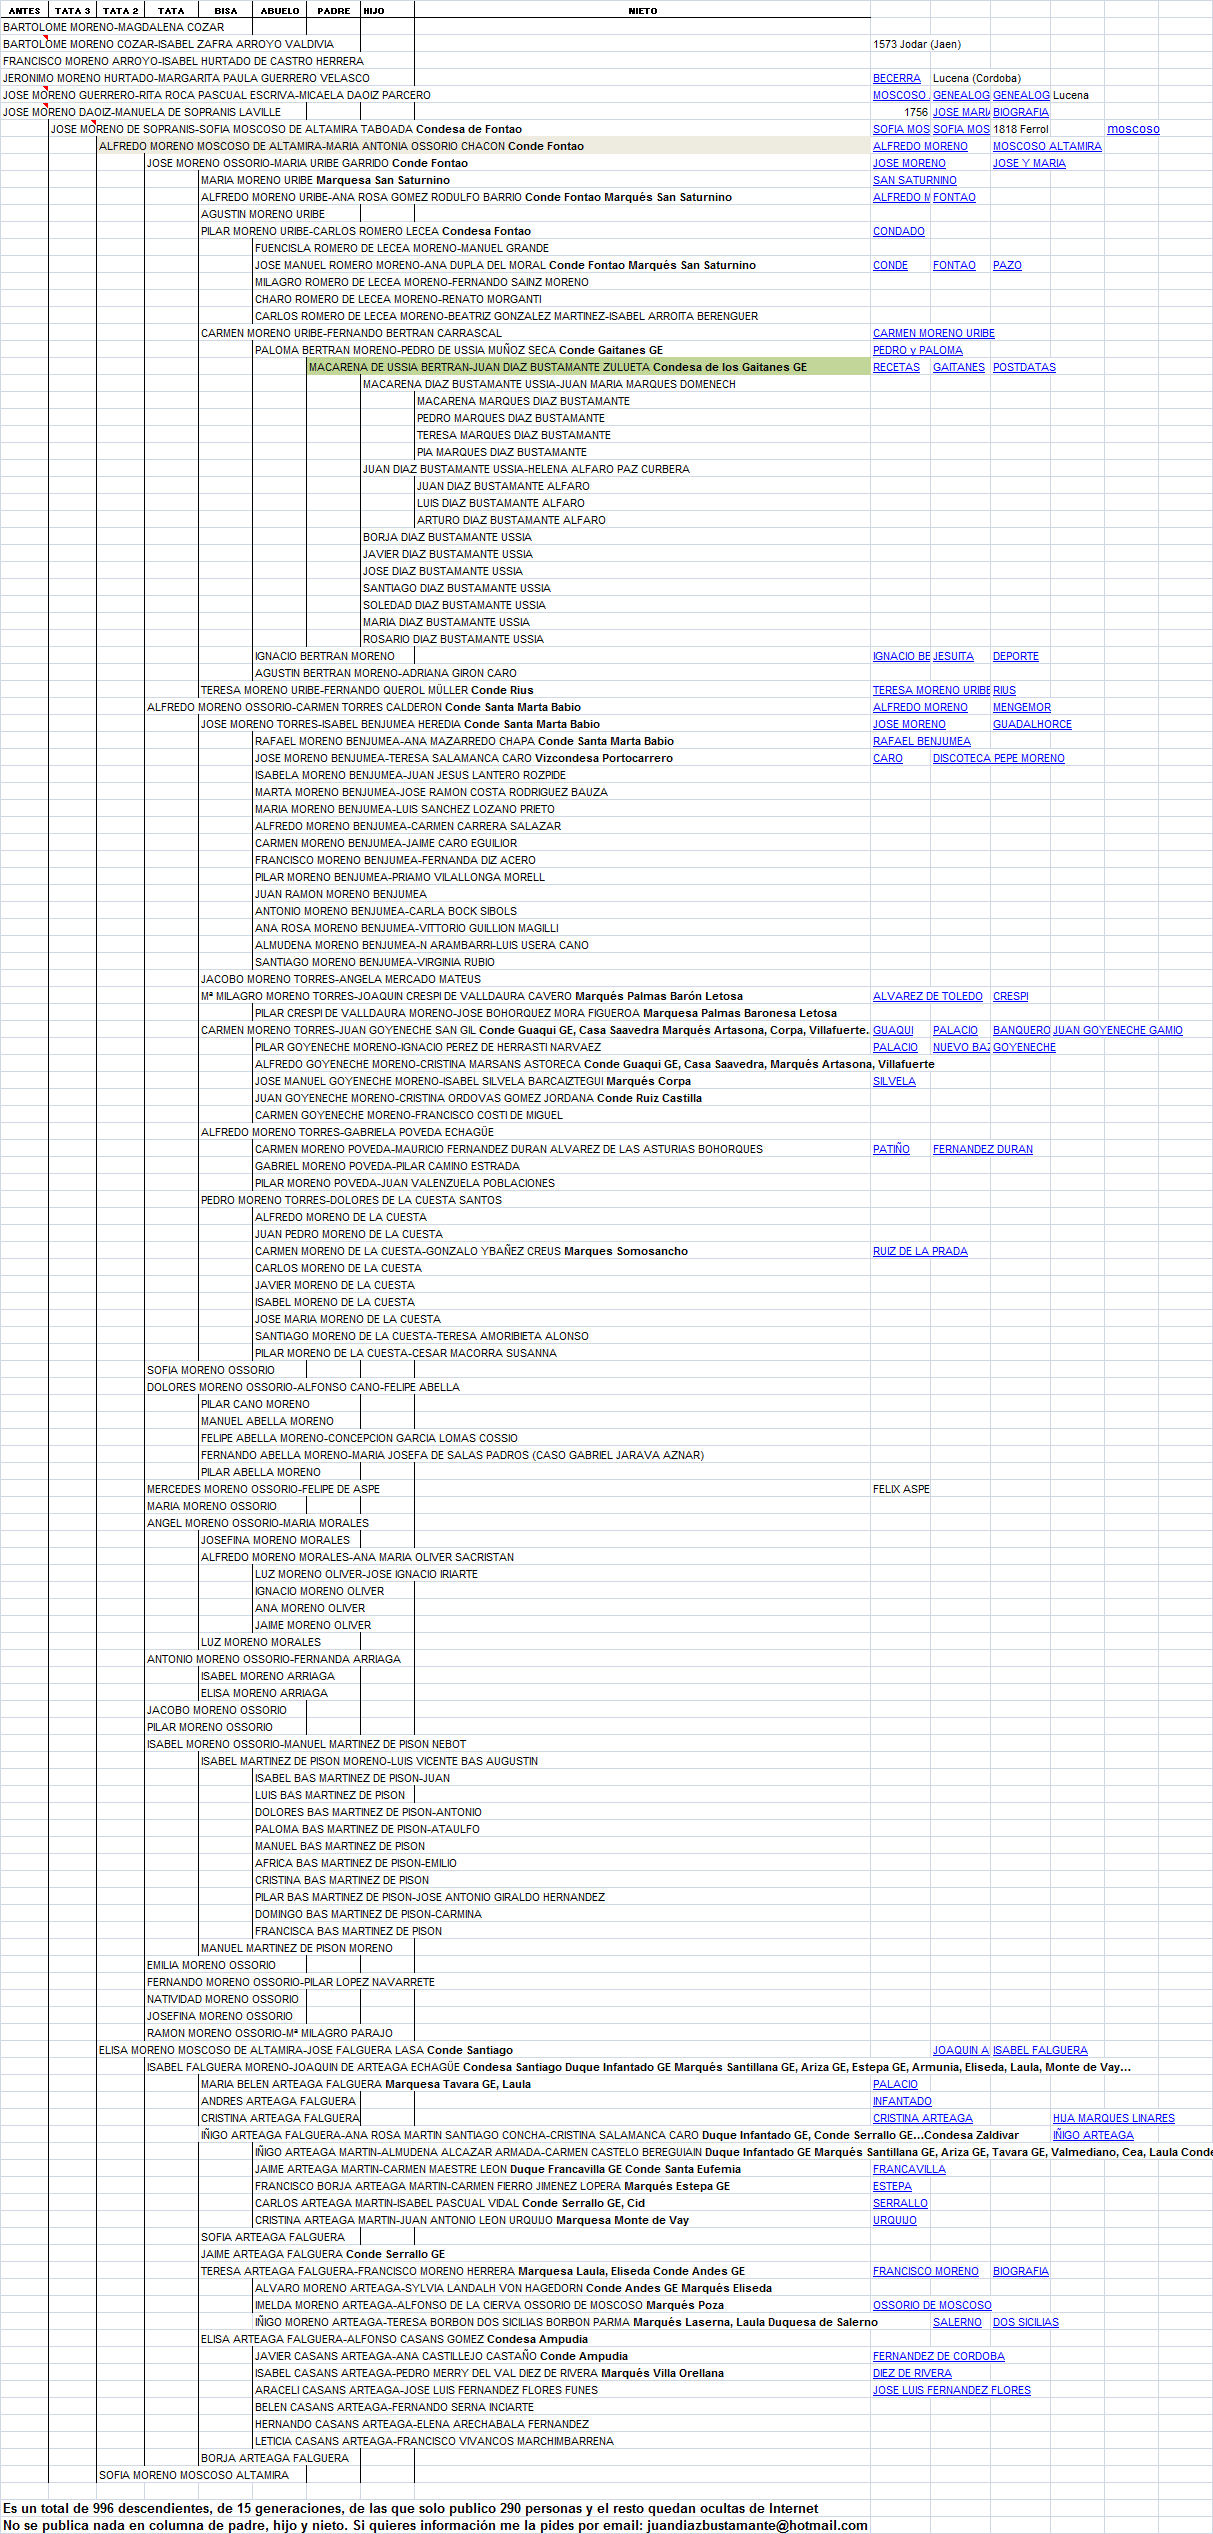 ANTES TATA 3 TATA 2 TATA BISA ABUELO PADRE HIJO NIETO
BARTOLOME MORENO-MAGDALENA COZAR
BARTOLOME MORENO COZAR-ISABEL ZAFRA ARROYO VALDIVIA 1573 Jodar (Jaen)
FRANCISCO MORENO ARROYO-ISABEL HURTADO DE CASTRO HERRERA
JERONIMO MORENO HURTADO-MARGARITA PAULA GUERRERO VELASCO BECERRA Lucena (Cordoba)
JOSE MORENO GUERRERO-RITA ROCA PASCUAL ESCRIVA-MICAELA DAOIZ PARCERO MOSCOSO GENEALOG GENEALOG Lucena
JOSE MORENO DAOIZ-MANUELA DE SOPRANIS LAVILLE 1756 JOSE MARIA BIOGRAFIA
JOSE MORENO DE SOPRANIS-SOFIA MOSCOSO DE ALTAMIRA TABOADA Condesa de Fontao SOFIA MOS SOFIA MOS 1818 Ferrol moscoso
ALFREDO MORENO MOSCOSO DE ALTAMIRA-MARIA ANTONIA OSSORIO CHACON Conde Fontao ALFREDO MORENO MOSCOSO ALTAMIRA
JOSE MORENO OSSORIO-MARIA URIBE GARRIDO Conde Fontao JOSE MORENO JOSE Y MARIA
MARIA MORENO URIBE Marquesa San Saturnino SAN SATURNINO
ALFREDO MORENO URIBE-ANA ROSA GOMEZ RODULFO BARRIO Conde Fontao Marqués San Saturnino ALFREDO M FONTAO
AGUSTIN MORENO URIBE
PILAR MORENO URIBE-CARLOS ROMERO LECEA Condesa Fontao CONDADO
FUENCISLA ROMERO DE LECEA MORENO-MANUEL GRANDE
JOSE MANUEL ROMERO MORENO-ANA DUPLA DEL MORAL Conde Fontao Marqués San Saturnino CONDE FONTAO PAZO
MILAGRO ROMERO DE LECEA MORENO-FERNANDO SAINZ MORENO
CHARO ROMERO DE LECEA MORENO-RENATO MORGANTI
CARLOS ROMERO DE LECEA MORENO-BEATRIZ GONZALEZ MARTINEZ-ISABEL ARROITA BERENGUER
CARMEN MORENO URIBE-FERNANDO BERTRAN CARRASCAL CARMEN MORENO URIBE
PALOMA BERTRAN MORENO-PEDRO DE USSIA MUÑOZ SECA Conde Gaitanes GE PEDRO y PALOMA
MACARENA DE USSIA BERTRAN-JUAN DIAZ BUSTAMANTE ZULUETA Condesa de los Gaitanes GE RECETAS GAITANES POSTDATAS
MACARENA DIAZ BUSTAMANTE USSIA-JUAN MARIA MARQUES DOMENECH
MACARENA MARQUES DIAZ BUSTAMANTE
PEDRO MARQUES DIAZ BUSTAMANTE
TERESA MARQUES DIAZ BUSTAMANTE
PIA MARQUES DIAZ BUSTAMANTE
JUAN DIAZ BUSTAMANTE USSIA-HELENA ALFARO PAZ CURBERA
JUAN DIAZ BUSTAMANTE ALFARO
LUIS DIAZ BUSTAMANTE ALFARO
ARTURO DIAZ BUSTAMANTE ALFARO
BORJA DIAZ BUSTAMANTE USSIA
JAVIER DIAZ BUSTAMANTE USSIA
JOSE DIAZ BUSTAMANTE USSIA
SANTIAGO DIAZ BUSTAMANTE USSIA
SOLEDAD DIAZ BUSTAMANTE USSIA
MARIA DIAZ BUSTAMANTE USSIA
ROSARIO DIAZ BUSTAMANTE USSIA
IGNACIO BERTRAN MORENO IGNACIO BE JESUITA DEPORTE
AGUSTIN BERTRAN MORENO-ADRIANA GIRON CARO
TERESA MORENO URIBE-FERNANDO QUEROL MÜLLER Conde Rius TERESA MORENO URIBE RIUS
ALFREDO MORENO OSSORIO-CARMEN TORRES CALDERON Conde Santa Marta Babio ALFREDO MORENO MENGEMOR
JOSE MORENO TORRES-ISABEL BENJUMEA HEREDIA Conde Santa Marta Babio JOSE MORENO GUADALHORCE
RAFAEL MORENO BENJUMEA-ANA MAZARREDO CHAPA Conde Santa Marta Babio RAFAEL BENJUMEA
JOSE MORENO BENJUMEA-TERESA SALAMANCA CARO Vizcondesa Portocarrero CARO DISCOTECA PEPE MORENO
ISABELA MORENO BENJUMEA-JUAN JESUS LANTERO ROZPIDE
MARTA MORENO BENJUMEA-JOSE RAMON COSTA RODRIGUEZ BAUZA
MARIA MORENO BENJUMEA-LUIS SANCHEZ LOZANO PRIETO
ALFREDO MORENO BENJUMEA-CARMEN CARRERA SALAZAR
CARMEN MORENO BENJUMEA-JAIME CARO EGUILIOR
FRANCISCO MORENO BENJUMEA-FERNANDA DIZ ACERO
PILAR MORENO BENJUMEA-PRIAMO VILALLONGA MORELL
JUAN RAMON MORENO BENJUMEA
ANTONIO MORENO BENJUMEA-CARLA BOCK SIBOLS
ANA ROSA MORENO BENJUMEA-VITTORIO GUILLION MAGILLI
ALMUDENA MORENO BENJUMEA-N ARAMBARRI-LUIS USERA CANO
SANTIAGO MORENO BENJUMEA-VIRGINIA RUBIO
JACOBO MORENO TORRES-ANGELA MERCADO MATEUS
Mª MILAGRO MORENO TORRES-JOAQUIN CRESPI DE VALLDAURA CAVERO Marqués Palmas Barón Letosa ALVAREZ DE TOLEDO CRESPI
PILAR CRESPI DE VALLDAURA MORENO-JOSE BOHORQUEZ MORA FIGUEROA Marquesa Palmas Baronesa Letosa
CARMEN MORENO TORRES-JUAN GOYENECHE SAN GIL Conde Guaqui GE, Casa Saavedra Marqués Artasona, Corpa, Villafuerte. GUAQUI PALACIO BANQUERO JUAN GOYENECHE GAMIO
PILAR GOYENECHE MORENO-IGNACIO PEREZ DE HERRASTI NARVAEZ PALACIO NUEVO BAZ GOYENECHE
ALFREDO GOYENECHE MORENO-CRISTINA MARSANS ASTORECA Conde Guaqui GE, Casa Saavedra, Marqués Artasona, Villafuerte
JOSE MANUEL GOYENECHE MORENO-ISABEL SILVELA BARCAIZTEGUI Marqués Corpa SILVELA
JUAN GOYENECHE MORENO-CRISTINA ORDOVAS GOMEZ JORDANA Conde Ruiz Castilla
CARMEN GOYENECHE MORENO-FRANCISCO COSTI DE MIGUEL
ALFREDO MORENO TORRES-GABRIELA POVEDA ECHAGÜE
CARMEN MORENO POVEDA-MAURICIO FERNANDEZ DURAN ALVAREZ DE LAS ASTURIAS BOHORQUES PATIÑO FERNANDEZ DURAN
GABRIEL MORENO POVEDA-PILAR CAMINO ESTRADA
PILAR MORENO POVEDA-JUAN VALENZUELA POBLACIONES
PEDRO MORENO TORRES-DOLORES DE LA CUESTA SANTOS
ALFREDO MORENO DE LA CUESTA
JUAN PEDRO MORENO DE LA CUESTA
CARMEN MORENO DE LA CUESTA-GONZALO YBAÑEZ CREUS Marques Somosancho RUIZ DE LA PRADA
CARLOS MORENO DE LA CUESTA
JAVIER MORENO DE LA CUESTA
ISABEL MORENO DE LA CUESTA
JOSE MARIA MORENO DE LA CUESTA
SANTIAGO MORENO DE LA CUESTA-TERESA AMORIBIETA ALONSO
PILAR MORENO DE LA CUESTA-CESAR MACORRA SUSANNA
SOFIA MORENO OSSORIO
DOLORES MORENO OSSORIO-ALFONSO CANO-FELIPE ABELLA
PILAR CANO MORENO
MANUEL ABELLA MORENO
FELIPE ABELLA MORENO-CONCEPCION GARCIA LOMAS COSSIO
FERNANDO ABELLA MORENO-MARIA JOSEFA DE SALAS PADROS (CASO GABRIEL JARAVA AZNAR)
PILAR ABELLA MORENO
MERCEDES MORENO OSSORIO-FELIPE DE ASPE FELIX ASPE
MARIA MORENO OSSORIO
ANGEL MORENO OSSORIO-MARIA MORALES
JOSEFINA MORENO MORALES
ALFREDO MORENO MORALES-ANA MARIA OLIVER SACRISTAN
LUZ MORENO OLIVER-JOSE IGNACIO IRIARTE
IGNACIO MORENO OLIVER
ANA MORENO OLIVER
JAIME MORENO OLIVER
LUZ MORENO MORALES
ANTONIO MORENO OSSORIO-FERNANDA ARRIAGA
ISABEL MORENO ARRIAGA
ELISA MORENO ARRIAGA
JACOBO MORENO OSSORIO
PILAR MORENO OSSORIO
ISABEL MORENO OSSORIO-MANUEL MARTINEZ DE PISON NEBOT
ISABEL MARTINEZ DE PISON MORENO-LUIS VICENTE BAS AUGUSTIN
ISABEL BAS MARTINEZ DE PISON-JUAN
LUIS BAS MARTINEZ DE PISON
DOLORES BAS MARTINEZ DE PISON-ANTONIO
PALOMA BAS MARTINEZ DE PISON-ATAULFO
MANUEL BAS MARTINEZ DE PISON
AFRICA BAS MARTINEZ DE PISON-EMILIO
CRISTINA BAS MARTINEZ DE PISON
PILAR BAS MARTINEZ DE PISON-JOSE ANTONIO GIRALDO HERNANDEZ
DOMINGO BAS MARTINEZ DE PISON-CARMINA
FRANCISCA BAS MARTINEZ DE PISON
MANUEL MARTINEZ DE PISON MORENO
EMILIA MORENO OSSORIO
FERNANDO MORENO OSSORIO-PILAR LOPEZ NAVARRETE
NATIVIDAD MORENO OSSORIO
JOSEFINA MORENO OSSORIO
RAMON MORENO OSSORIO-Mª MILAGRO PARAJO
ELISA MORENO MOSCOSO DE ALTAMIRA-JOSE FALGUERA LASA Conde Santiago JOAQUIN A ISABEL FALGUERA
ISABEL FALGUERA MORENO-JOAQUIN DE ARTEAGA ECHAGÜE Condesa Santiago Duque Infantado GE Marqués Santillana GE, Ariza GE, Estepa GE, Armunia, Eliseda, Laula, Monte de Vay...
MARIA BELEN ARTEAGA FALGUERA Marquesa Tavara GE, Laula PALACIO
ANDRES ARTEAGA FALGUERA INFANTADO
CRISTINA ARTEAGA FALGUERA CRISTINA ARTEAGA HIJA MARQUES LINARES
IÑIGO ARTEAGA FALGUERA-ANA ROSA MARTIN SANTIAGO CONCHA-CRISTINA SALAMANCA CARO Duque Infantado GE, Conde Serrallo GE...Condesa Zaldivar IÑIGO ARTEAGA
IÑIGO ARTEAGA MARTIN-ALMUDENA ALCAZAR ARMADA-CARMEN CASTELO BEREGUIAIN Duque Infantado GE Marqués Santillana GE, Ariza GE, Tavara GE, Valmediano, Cea, Laula Conde
JAIME ARTEAGA MARTIN-CARMEN MAESTRE LEON Duque Francavilla GE Conde Santa Eufemia FRANCAVILLA
FRANCISCO BORJA ARTEAGA MARTIN-CARMEN FIERRO JIMENEZ LOPERA Marqués Estepa GE ESTEPA
CARLOS ARTEAGA MARTIN-ISABEL PASCUAL VIDAL Conde Serrallo GE, Cid SERRALLO
CRISTINA ARTEAGA MARTIN-JUAN ANTONIO LEON URQUIJO Marquesa Monte de Vay URQUIJO
SOFIA ARTEAGA FALGUERA
JAIME ARTEAGA FALGUERA Conde Serrallo GE
TERESA ARTEAGA FALGUERA-FRANCISCO MORENO HERRERA Marquesa Laula, Eliseda Conde Andes GE FRANCISCO MORENO BIOGRAFIA
ALVARO MORENO ARTEAGA-SYLVIA LANDALH VON HAGEDORN Conde Andes GE Marqués Eliseda
IMELDA MORENO ARTEAGA-ALFONSO DE LA CIERVA OSSORIO DE MOSCOSO Marqués Poza OSSORIO DE MOSCOSO
IÑIGO MORENO ARTEAGA-TERESA BORBON DOS SICILIAS BORBON PARMA Marqués Laserna, Laula Duquesa de Salerno SALERNO DOS SICILIAS
ELISA ARTEAGA FALGUERA-ALFONSO CASANS GOMEZ Condesa Ampudia
JAVIER CASANS ARTEAGA-ANA CASTILLEJO CASTAÑO Conde Ampudia FERNANDEZ DE CORDOBA
ISABEL CASANS ARTEAGA-PEDRO MERRY DEL VAL DIEZ DE RIVERA Marqués Villa Orellana DIEZ DE RIVERA
ARACELI CASANS ARTEAGA-JOSE LUIS FERNANDEZ FLORES FUNES JOSE LUIS FERNANDEZ FLORES
BELEN CASANS ARTEAGA-FERNANDO SERNA INCIARTE
HERNANDO CASANS ARTEAGA-ELENA ARECHABALA FERNANDEZ
LETICIA CASANS ARTEAGA-FRANCISCO VIVANCOS MARCHIMBARRENA
BORJA ARTEAGA FALGUERA
SOFIA MORENO MOSCOSO ALTAMIRA
Es un total de 996 descendientes, de 15 generaciones, de las que solo publico 290 personas y el resto quedan ocultas de Internet
No se publica nada en columna de padre, hijo y nieto. Si quieres información me la pides por email: juandiazbustamante@hotmail.com